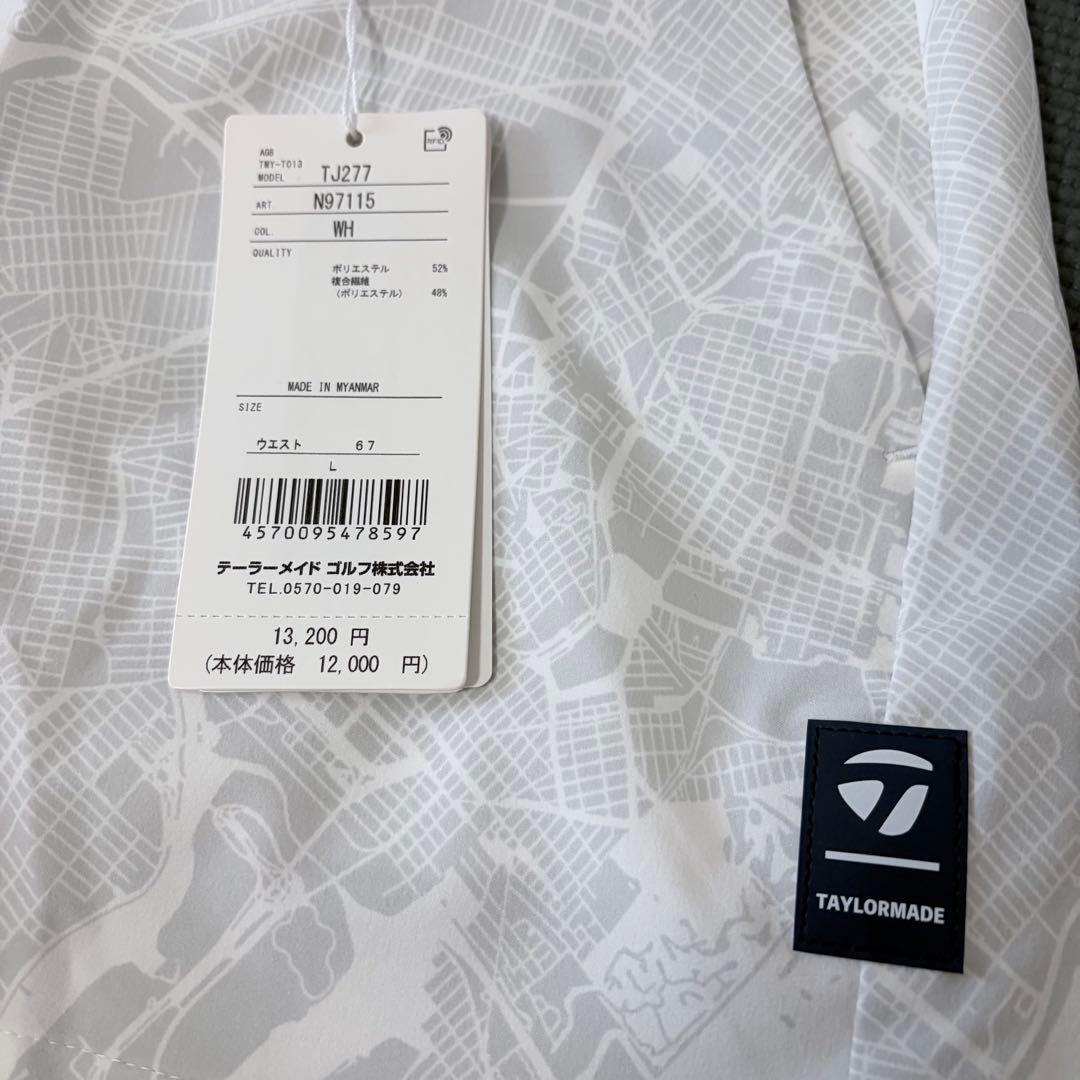 RFID
AG8
TMY-TO13
MODEL TJ277
ART. N97115
COL. WH
QUALITY
ポリエステル 52%
複合繊維
(ポリエステル) 48%
MADE IN MYANMAR
SIZE
ウエスト 67
L
4570095478597
テーラーメイド ゴルフ株式会社
TEL.0570-019-079
13,200 円
(本体価格 12,000 円)
TAYLORMADE